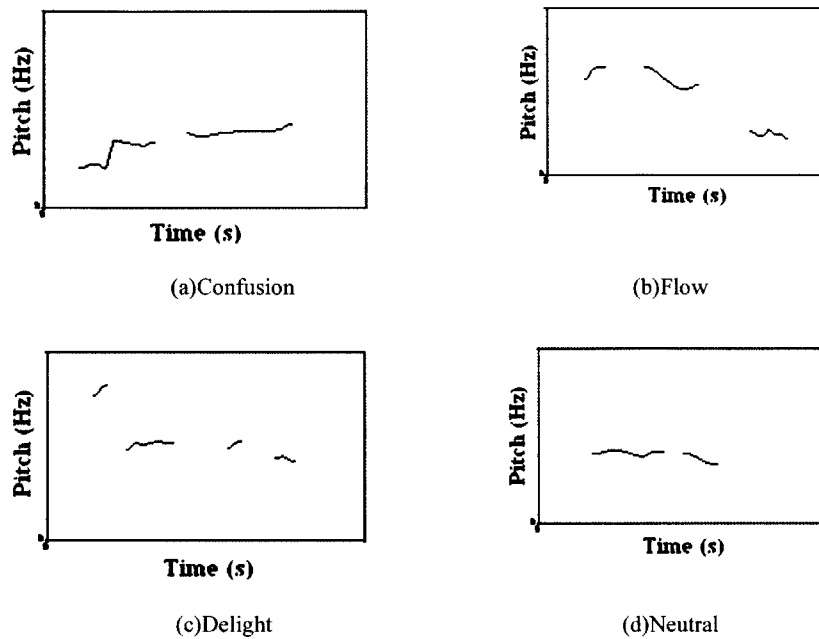 Pitch (Hz)
Time (s)
(a)Confusion
Pitch (Hz)
Time (s)
(b)Flow
Pitch (Hz)
Time (s)
(c)Delight
Pitch (Hz)
Time (s)
(d)Neutral